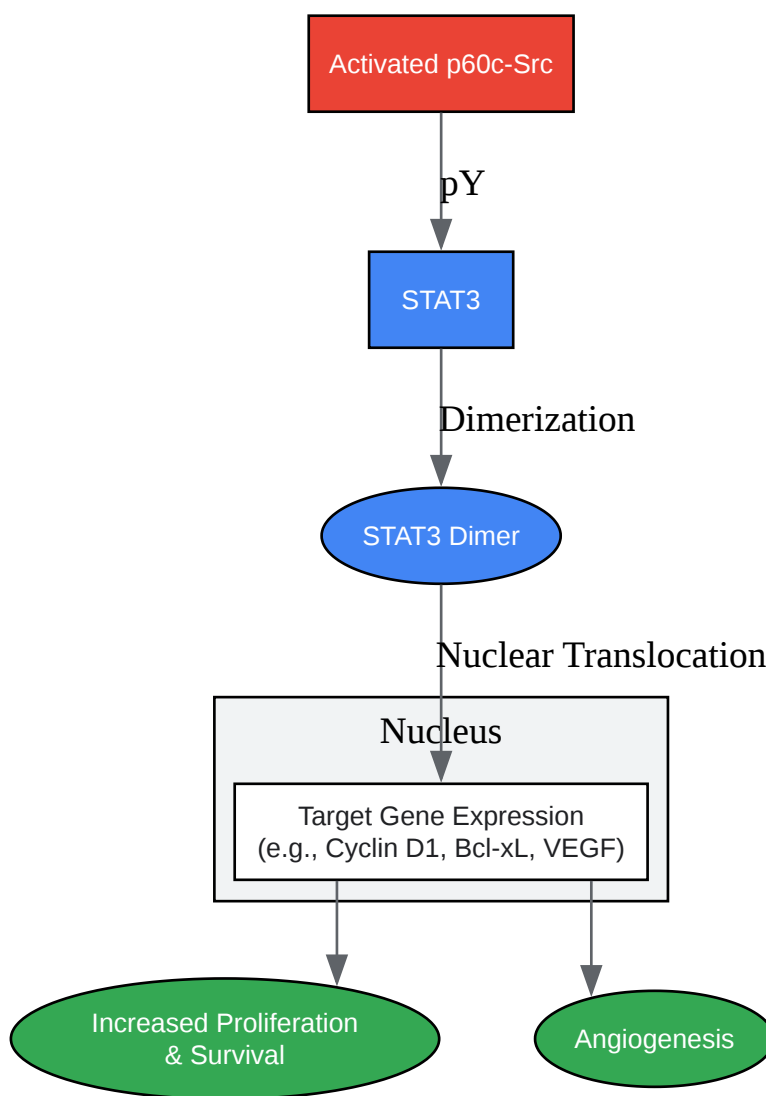 Activated p60c-Src
pY
STAT3
Dimerization
STAT3 Dimer
Nuclear Translocation
Nucleus
Target Gene Expression
(e.g., Cyclin D1, Bcl-xL, VEGF)
Increased Proliferation
& Survival
Angiogenesis